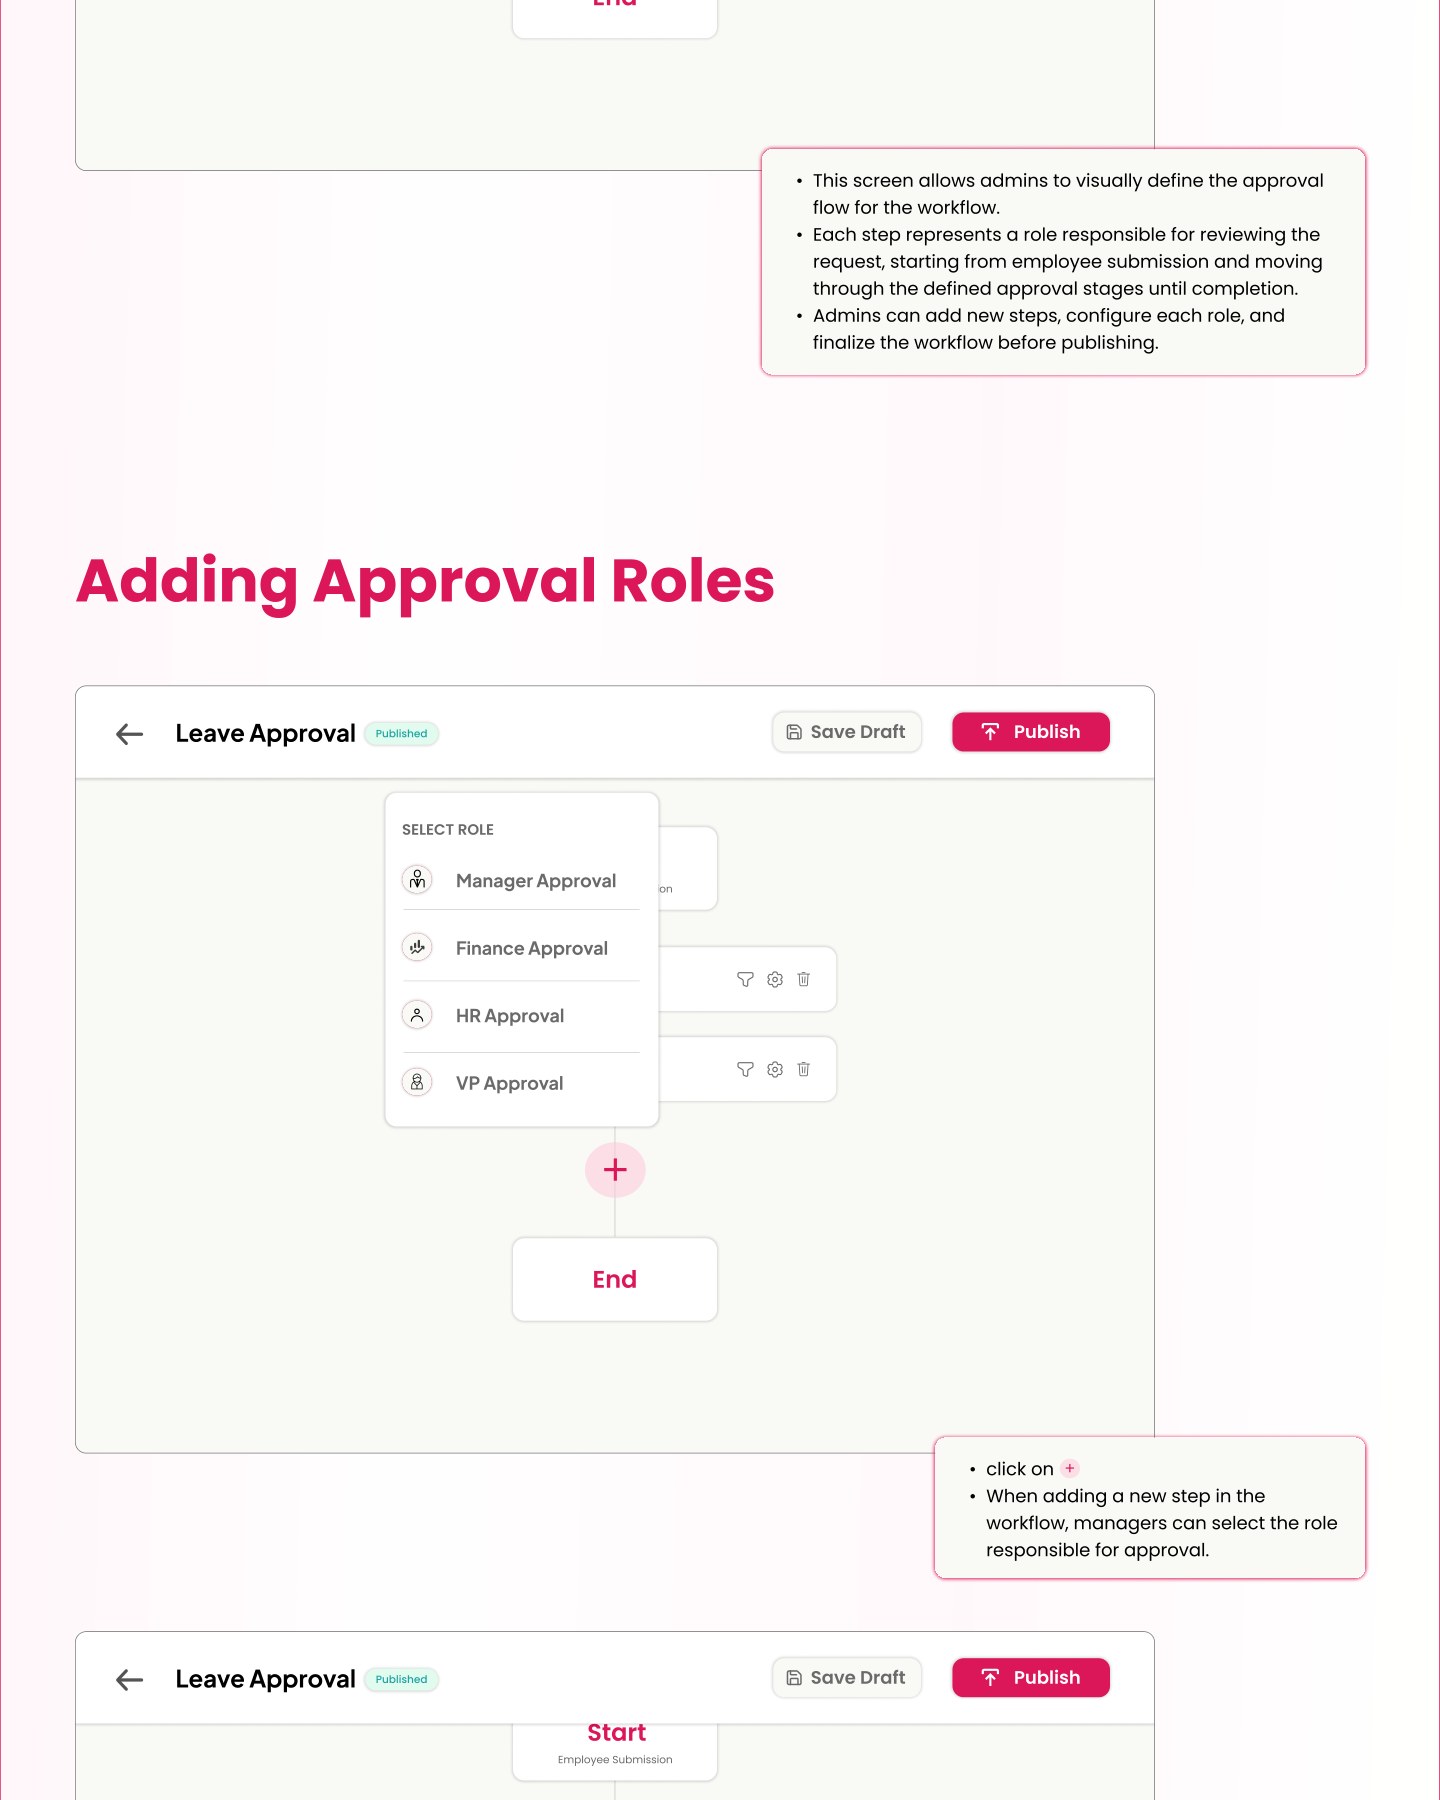 End
• This screen allows admins to visually define the approval
flow for the workflow.
• Each step represents a role responsible for reviewing the
request, starting from employee submission and moving
through the defined approval stages until completion.
• Admins can add new steps, configure each role, and
finalize the workflow before publishing.
Adding Approval Roles
Leave Approval Published Save Draft Publish
SELECT ROLE
Manager Approval
on
Finance Approval
HR Approval
VP Approval
+
End
• click on +
• When adding a new step in the
workflow, managers can select the role
responsible for approval.
Leave Approval Published Save Draft Publish
Start
Employee Submission